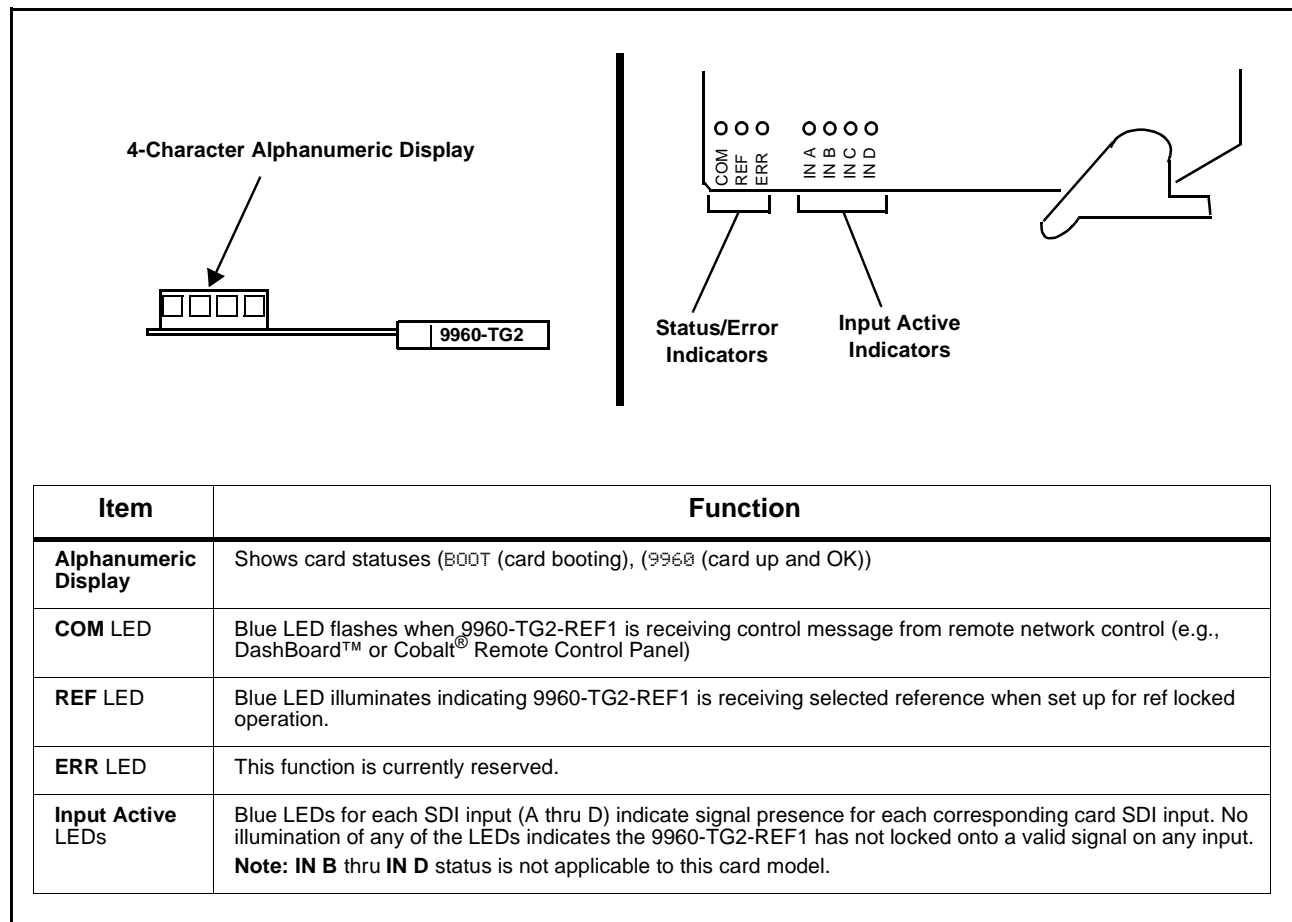 4-Character Alphanumeric Display
9960-TG2
COM
REF
ERR
IN A
IN B
IN C
IN D
Status/Error
Indicators
Input Active
Indicators
Item
Function
Alphanumeric
Display
Shows card statuses (BOOT (card booting), (9960 (card up and OK))
COM LED
Blue LED flashes when 9960-TG2-REF1 is receiving control message from remote network control (e.g.,
DashBoard™ or Cobalt® Remote Control Panel)
REF LED
Blue LED illuminates indicating 9960-TG2-REF1 is receiving selected reference when set up for ref locked
operation.
ERR LED
This function is currently reserved.
Input Active
LEDs
Blue LEDs for each SDI input (A thru D) indicate signal presence for each corresponding card SDI input. No
illumination of any of the LEDs indicates the 9960-TG2-REF1 has not locked onto a valid signal on any input.
Note: IN B thru IN D status is not applicable to this card model.